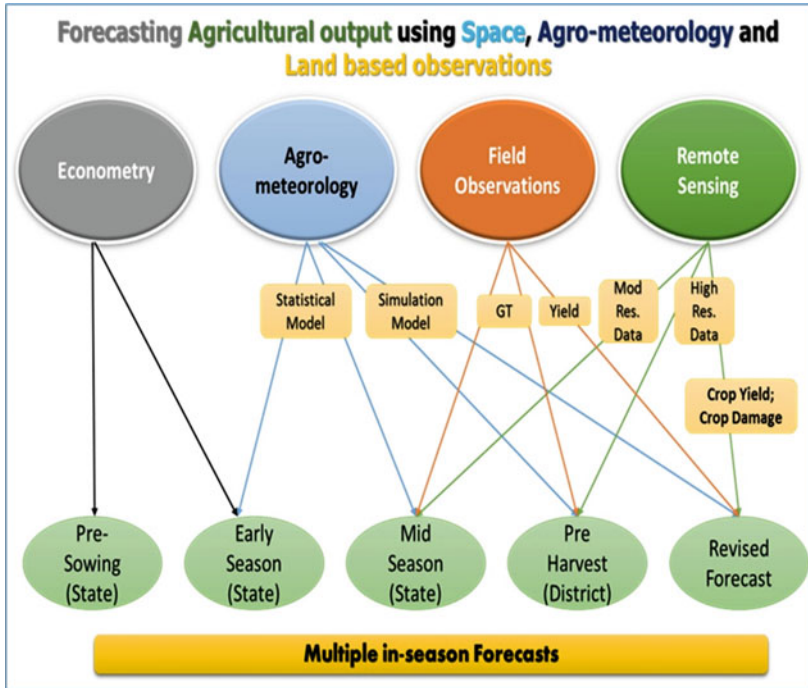 Forecasting Agricultural output using Space, Agro-meteorology and
Land based observations
Econometry
Agro-
meteorology
Field
Observations
Remote
Sensing
Statistical
Model
Simulation
Model
GT
Yield
Mod
Res.
Data
High
Res.
Data
Crop Yield;
Crop Damage
Pre-
Sowing
(State)
Early
Season
(State)
Mid
Season
(State)
Pre
Harvest
(District)
Revised
Forecast
Multiple in-season Forecasts